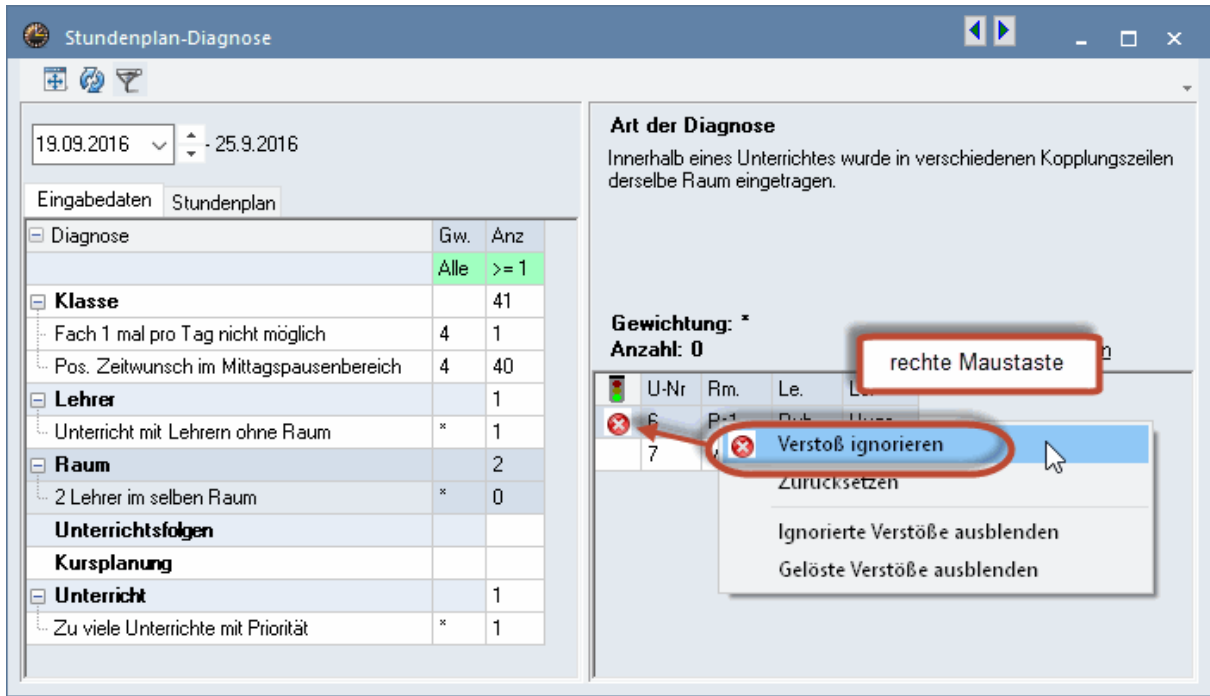 Stundenplan-Diagnose
19.09.2016 - 25.9.2016
Eingabedaten Stundenplan
Diagnose Gw. Anz
Alle >= 1
Klasse 41
Fach 1 mal pro Tag nicht möglich 4 1
Pos. Zeitwunsch im Mittagspausenbereich 4 40
Lehrer 1
Unterricht mit Lehrern ohne Raum * 1
Raum 2
2 Lehrer im selben Raum * 0
Unterrichtsfolgen
Kursplanung
Unterricht 1
Zu viele Unterrichte mit Priorität * 1
Art der Diagnose
Innerhalb eines Unterrichtes wurde in verschiedenen Kopplungszeilen
derselbe Raum eingetragen.
Gewichtung: *
Anzahl: 0
rechte Maustaste
U-Nr Rm. Le.
6
7
Verstoß ignorieren
Zurücksetzen
Ignorierte Verstöße ausblenden
Gelöste Verstöße ausblenden